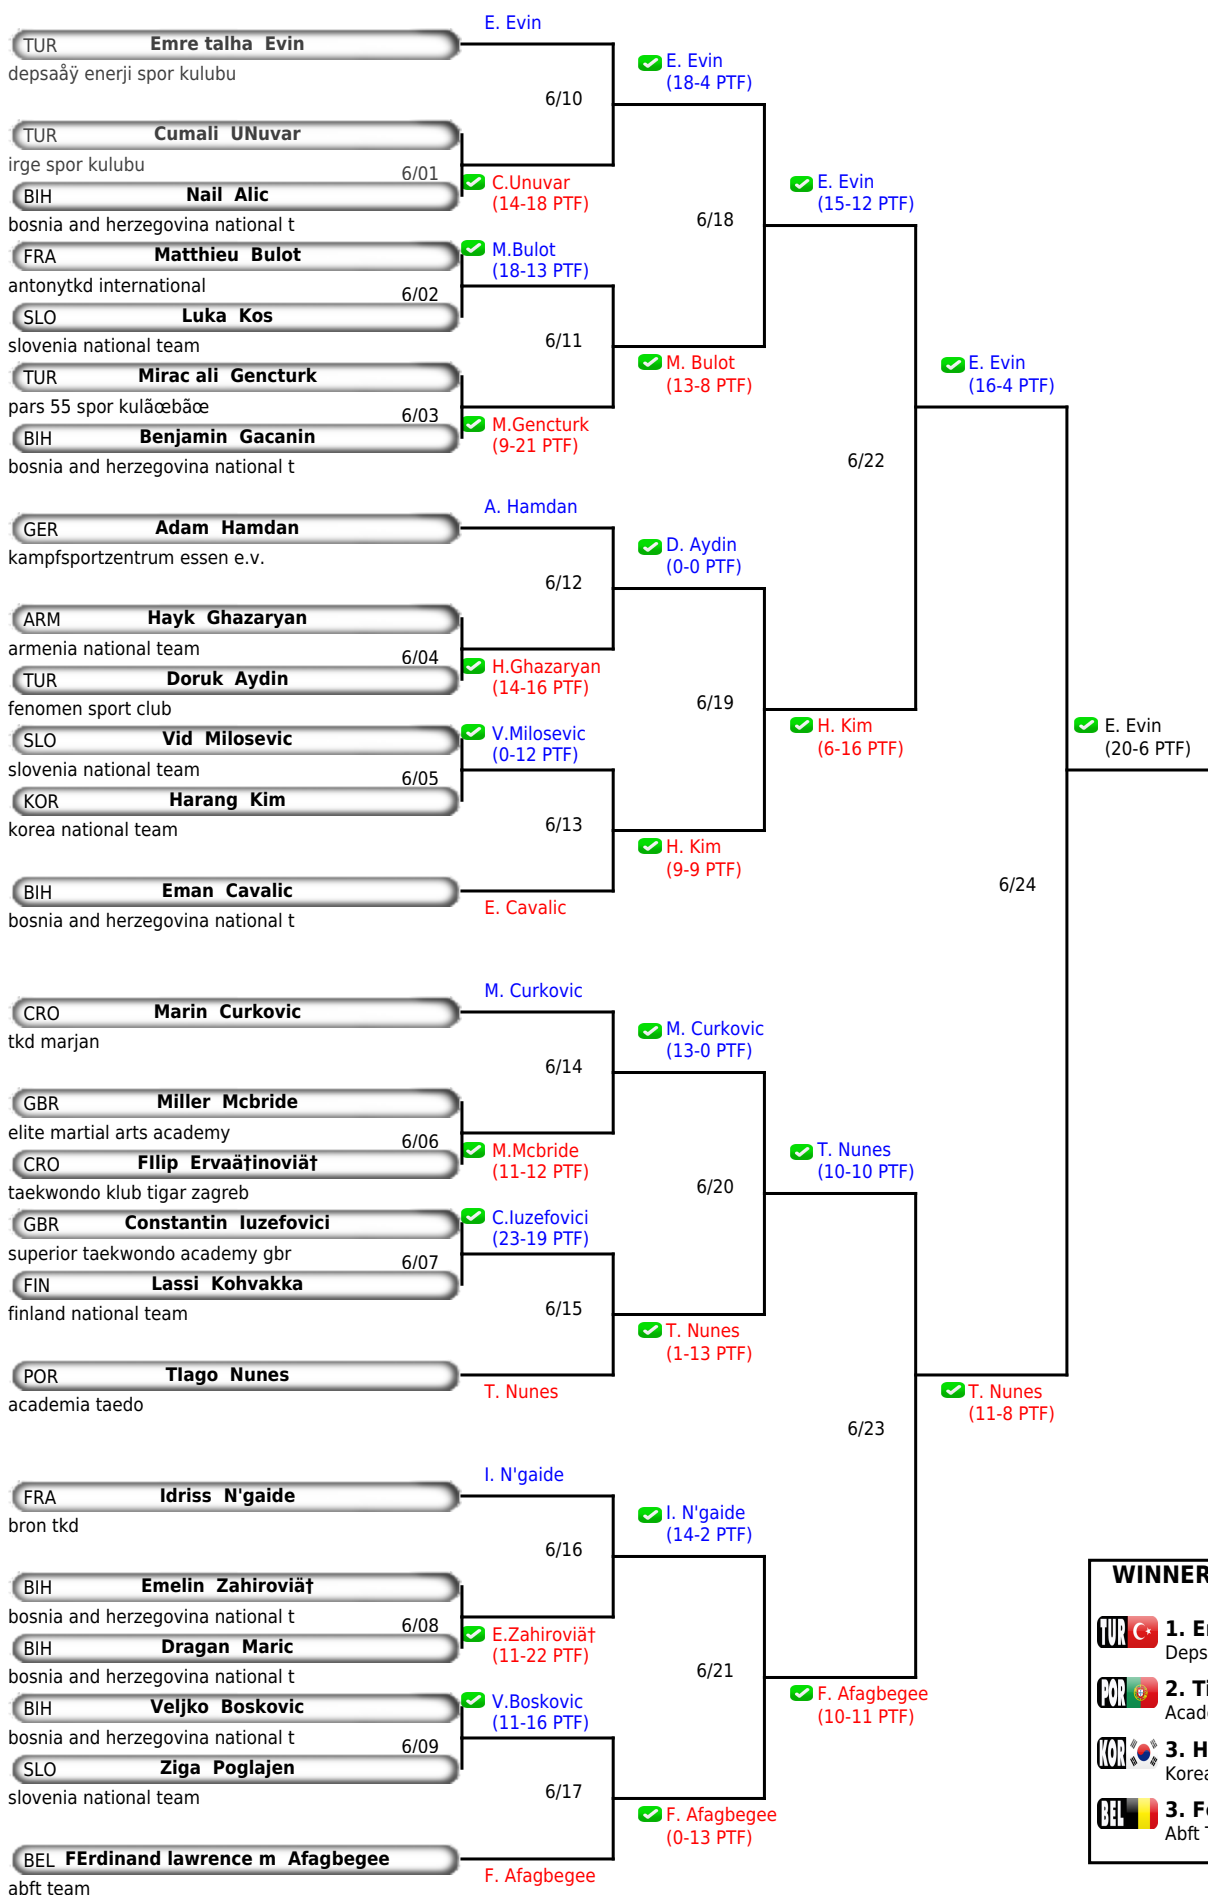 E. Evin
TUR Emre talha Evin
depsaåÿ enerji spor kulubu
E. Evin
(18-4 PTF)
6/10
TUR Cumali UNuvar
irge spor kulubu
6/01
BIH Nail Alic
bosnia and herzegovina national t
C.Unuvar
(14-18 PTF)
E. Evin
(15-12 PTF)
6/18
FRA Matthieu Bulot
antonytkd international
M.Bulot
(18-13 PTF)
6/02
SLO Luka Kos
slovenia national team
6/11
M. Bulot
(13-8 PTF)
TUR Mirac ali Gencturk
pars 55 spor kulãœbãœ
6/03
BIH Benjamin Gacanin
bosnia and herzegovina national t
M.Gencturk
(9-21 PTF)
E. Evin
(16-4 PTF)
6/22
A. Hamdan
GER Adam Hamdan
kampfsportzentrum essen e.v.
D. Aydin
(0-0 PTF)
6/12
ARM Hayk Ghazaryan
armenia national team
6/04
TUR Doruk Aydin
fenomen sport club
H.Ghazaryan
(14-16 PTF)
6/19
SLO Vid Milosevic
slovenia national team
V.Milosevic
(0-12 PTF)
H. Kim
(6-16 PTF)
E. Evin
(20-6 PTF)
6/05
KOR Harang Kim
korea national team
6/13
H. Kim
(9-9 PTF)
BIH Eman Cavalic
bosnia and herzegovina national t
E. Cavalic
6/24
M. Curkovic
CRO Marin Curkovic
tkd marjan
M. Curkovic
(13-0 PTF)
6/14
GBR Miller Mcbride
elite martial arts academy
6/06
CRO FIlip Ervaä†inoviä†
taekwondo klub tigar zagreb
M.Mcbride
(11-12 PTF)
T. Nunes
(10-10 PTF)
6/20
GBR Constantin Iuzefovici
superior taekwondo academy gbr
C.Iuzefovici
(23-19 PTF)
6/07
FIN Lassi Kohvakka
finland national team
6/15
T. Nunes
(1-13 PTF)
POR TIago Nunes
academia taedo
T. Nunes
T. Nunes
(11-8 PTF)
6/23
I. N'gaide
FRA Idriss N'gaide
bron tkd
I. N'gaide
(14-2 PTF)
6/16
BIH Emelin Zahiroviä†
bosnia and herzegovina national t
6/08
BIH Dragan Maric
bosnia and herzegovina national t
E.Zahiroviä†
(11-22 PTF)
6/21
BIH Veljko Boskovic
bosnia and herzegovina national t
V.Boskovic
(11-16 PTF)
F. Afagbegee
(10-11 PTF)
6/09
SLO Ziga Poglajen
slovenia national team
6/17
F. Afagbegee
(0-13 PTF)
BEL FErdinand lawrence m Afagbegee
abft team
F. Afagbegee
WINNER
TUR 1. E
Deps
POR 2. Ti
Acad
KOR 3. H
Korea
BEL 3. F
Abft